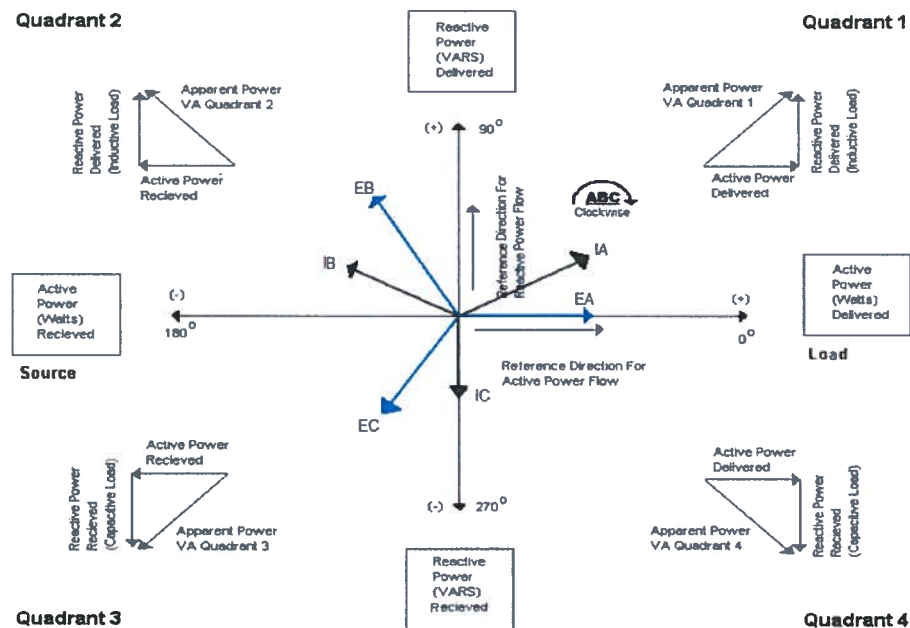 Quadrant 2
Quadrant 1
Reactive
Power
(VARS)
Delivered
Reactive Power
Delivered
(Inductive Load)
Apparent Power
VA Quadrant 2
Active Power
Recieved
Apparent Power
VA Quadrant 1
Active Power
Delivered
Reactive Power
Delivered
(Inductive Load)
(+)
90°
EB
IB
Reference Direction For
Reactive Power Flow
ABC
Clockwise
IA
EA
Active
Power
(Watts)
Recieved
Source
(-)
180°
(+)
0°
Active
Power
(Watts)
Delivered
Load
Reference Direction For
Active Power Flow
IC
EC
Reactive Power
Recieved
(Capacitive Load)
Active Power
Recieved
Apparent Power
VA Quadrant 3
(-)
270°
Active Power
Delivered
Apparent Power
VA Quadrant 4
Reactive Power
Recieved
(Capacitive Load)
Reactive
Power
(VARS)
Recieved
Quadrant 3
Quadrant 4